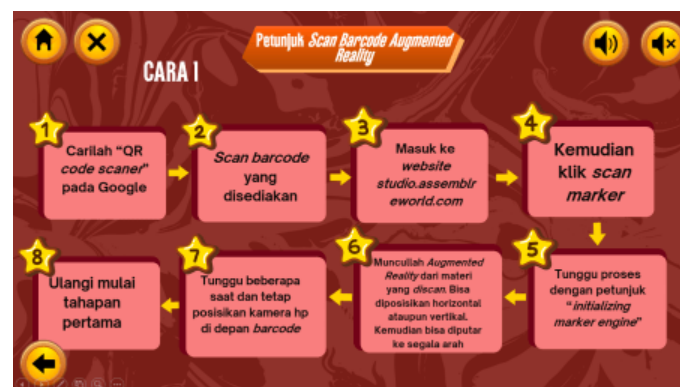 Petunjuk Scan Barcode Augmented
Reality
CARA 1
1
Carilah “QR
code scaner”
pada Google
2
Scan barcode
yang
disediakan
3
Masuk ke
website
studio.assemblr
eworld.com
4
Kemudian
klik scan
marker
5
Tunggu proses
dengan petunjuk
“initializing
marker engine”
6
Muncullah Augmented
Reality dari materi
yang discan. Bisa
diposisikan horizontal
ataupun vertikal.
Kemudian bisa diputar
ke segala arah
7
Tunggu beberapa
saat dan tetap
posisikan kamera hp
di depan barcode
8
Ulangi mulai
tahapan
pertama